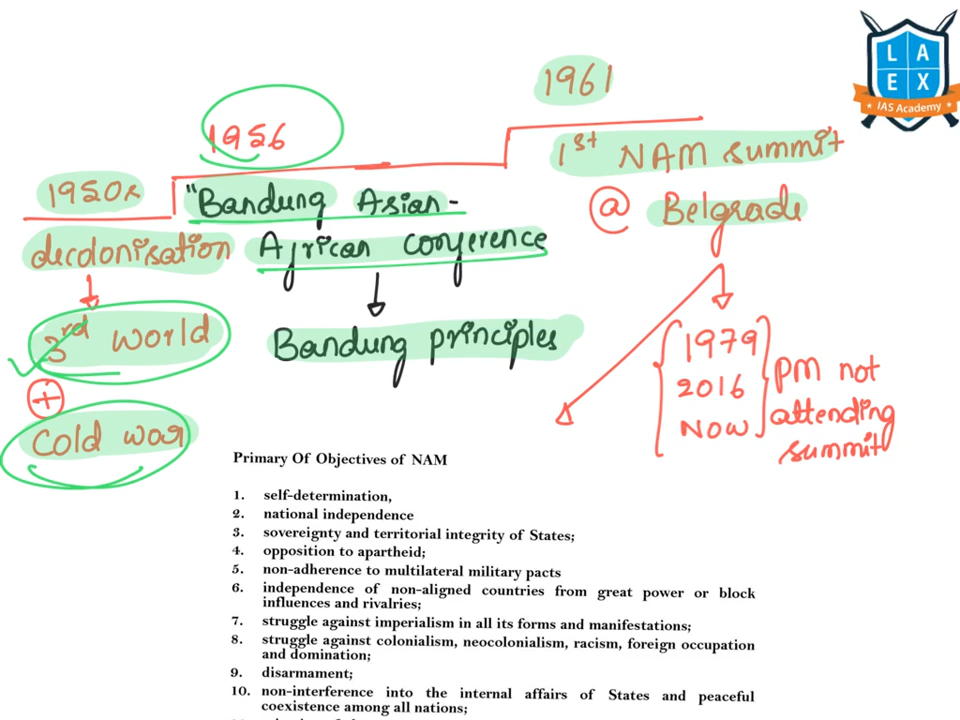 L A
E X
IAS Academy
1961
1956
1st NAM summit
@ Belgrade
1950s
"Bandung Asian-
African conference
decolonisation
3rd world
+
Cold war
Bandung principles
1979
2016
NOW
PM not
attending
summit
Primary Of Objectives of NAM
1. self-determination,
2. national independence
3. sovereignty and territorial integrity of States;
4. opposition to apartheid;
5. non-adherence to multilateral military pacts
6. independence of non-aligned countries from great power or block
influences and rivalries;
7. struggle against imperialism in all its forms and manifestations;
8. struggle against colonialism, neocolonialism, racism, foreign occupation
and domination;
9. disarmament;
10. non-interference into the internal affairs of States and peaceful
coexistence among all nations;